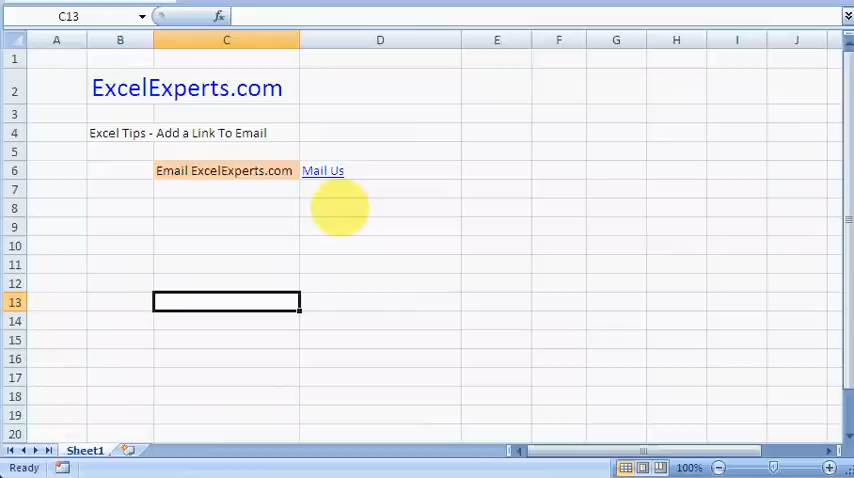 C13
fx
A B C D E F G H I J
1
2 ExcelExperts.com
3
4 Excel Tips - Add a Link To Email
5
6 Email ExcelExperts.com Mail Us
7
8
9
10
11
12
13
14
15
16
17
18
19
20
Sheet1
Ready 100%